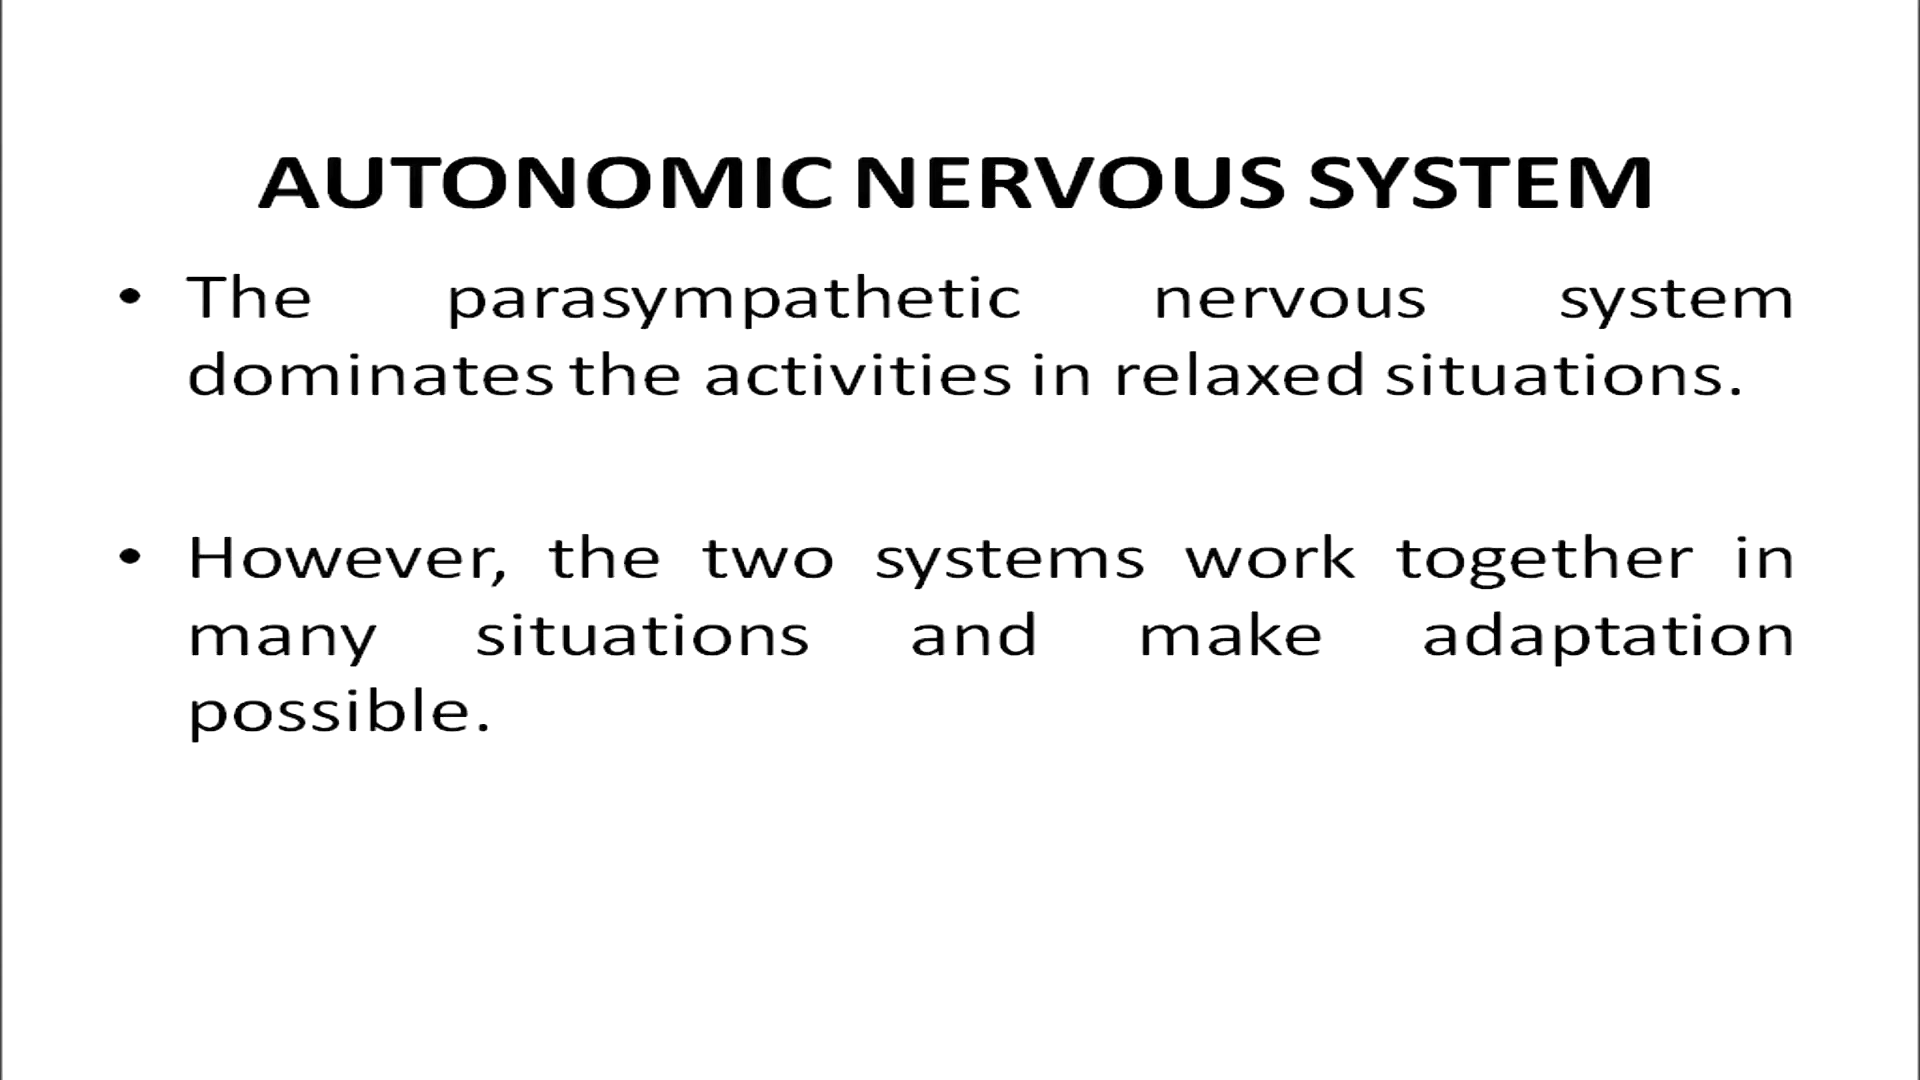 AUTONOMIC NERVOUS SYSTEM
• The parasympathetic nervous system
dominates the activities in relaxed situations.
• However, the two systems work together in
many situations and make adaptation
possible.